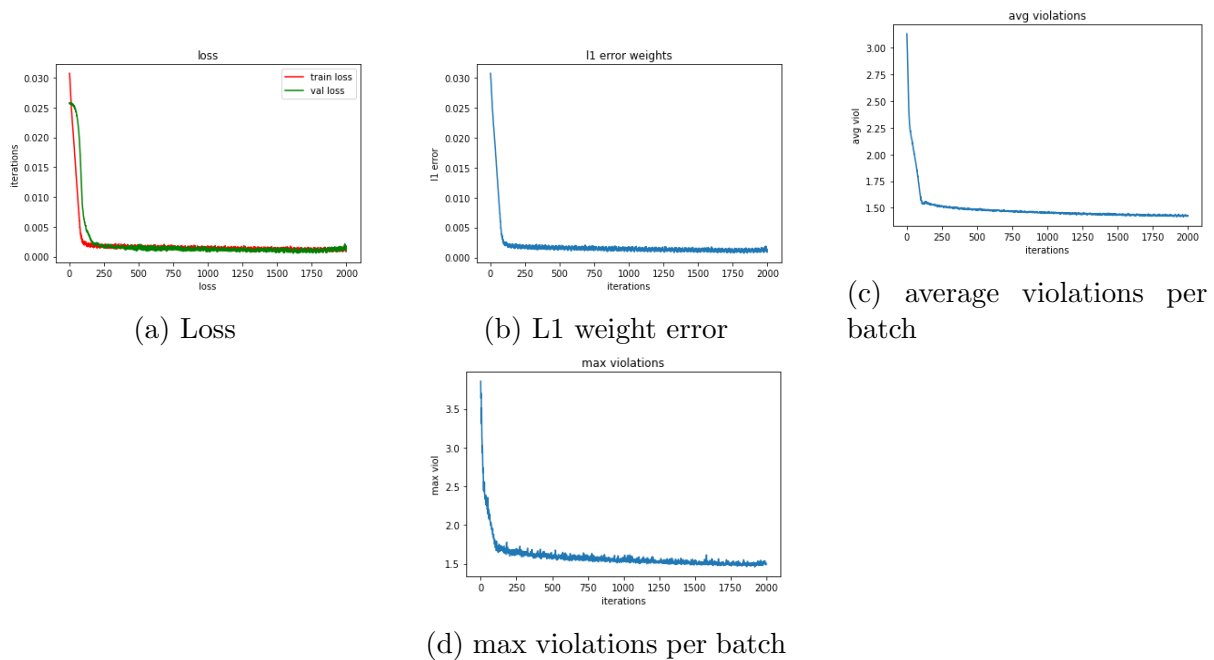 loss
0.030
0.025
0.020
0.015
0.010
0.005
0.000
iterations
train loss
val loss
0 250 500 750 1000 1250 1500 1750 2000
loss
(a) Loss
l1 error weights
0.030
0.025
0.020
0.015
0.010
0.005
0.000
l1 error
0 250 500 750 1000 1250 1500 1750 2000
iterations
(b) L1 weight error
avg violations
3.00
2.75
2.50
2.25
2.00
1.75
1.50
avg viol
0 250 500 750 1000 1250 1500 1750 2000
iterations
(c) average violations per
batch
max violations
3.5
3.0
2.5
2.0
1.5
max viol
0 250 500 750 1000 1250 1500 1750 2000
iterations
(d) max violations per batch